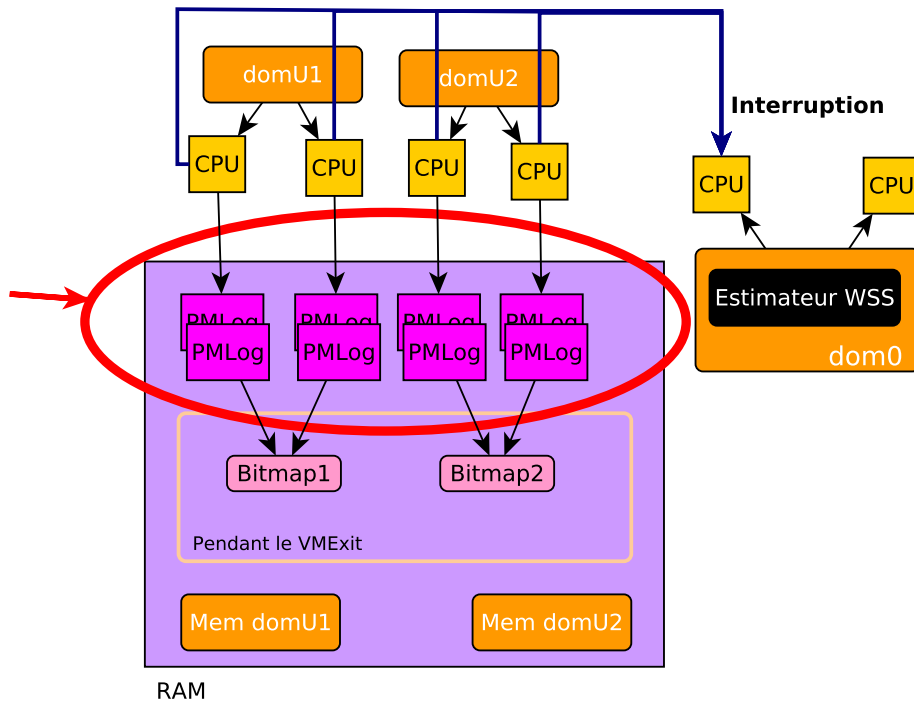 domU1
domU2
Interruption
CPU
CPU
CPU
CPU
CPU
CPU
Estimateur WSS
dom0
PMLog
PMLog
PMLog
PMLog
PMLog
PMLog
PMLog
PMLog
Bitmap1
Bitmap2
Pendant le VMExit
Mem domU1
Mem domU2
RAM